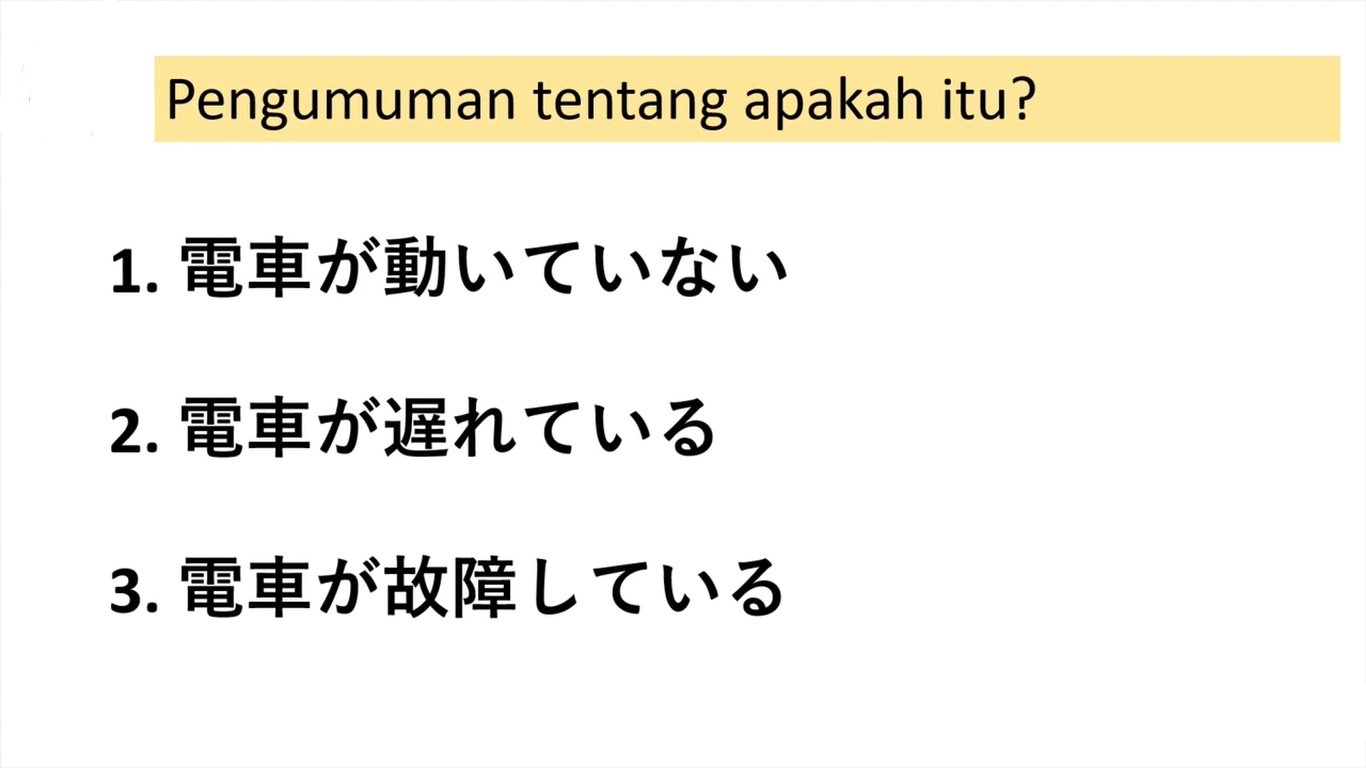 Pengumuman tentang apakah itu?
1. 電車が動いていない
2. 電車が遅れている
3. 電車が故障している